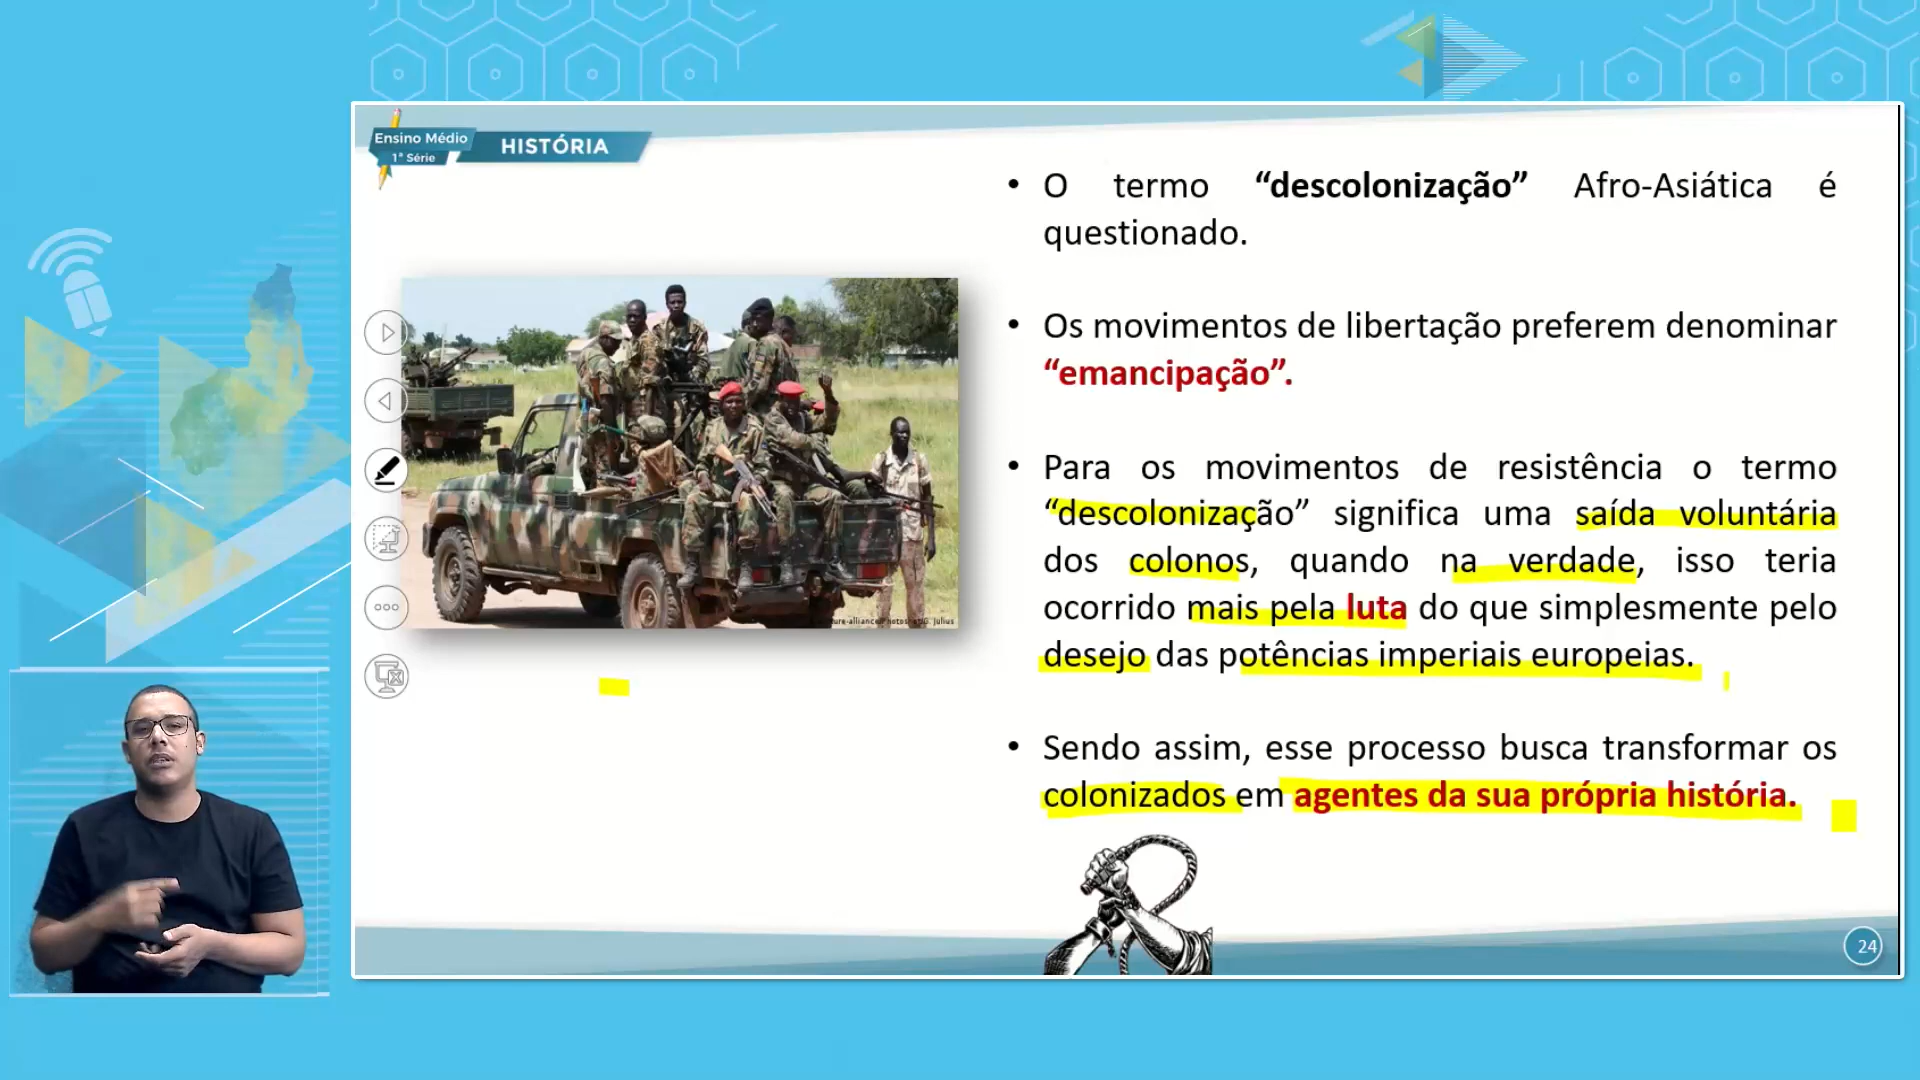 Ensino Médio
1ª Série
HISTÓRIA
• O termo “descolonização” Afro-Asiática é
questionado.
• Os movimentos de libertação preferem denominar
“emancipação”.
• Para os movimentos de resistência o termo
“descolonização” significa uma saída voluntária
dos colonos, quando na verdade, isso teria
ocorrido mais pela luta do que simplesmente pelo
desejo das potências imperiais europeias.
• Sendo assim, esse processo busca transformar os
colonizados em agentes da sua própria história.
24